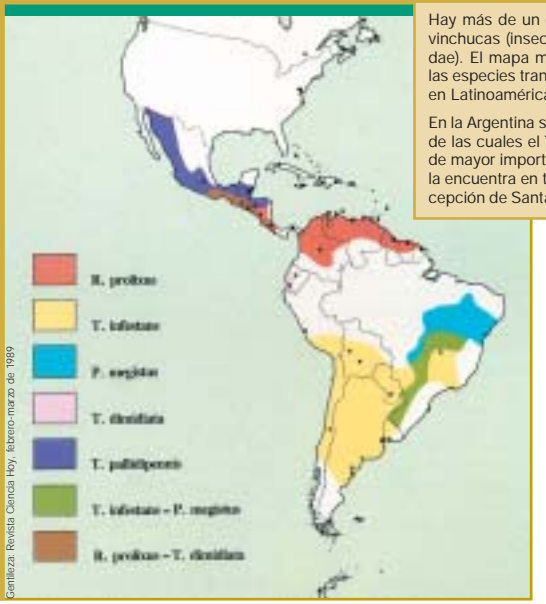 Hay más de un
vinchucas (insec
dae). El mapa m
las especies tran
en Latinoamérica
En la Argentina s
de las cuales el
de mayor import
la encuentra en t
cepción de Santa
R. prolixus
T. infestans
P. megistus
T. dimidiata
T. pallidipennis
T. infestans - P. megistus
R. prolixus - T. dimidiata
Gentileza: Revista Ciencia Hoy, febrero-marzo de 1989